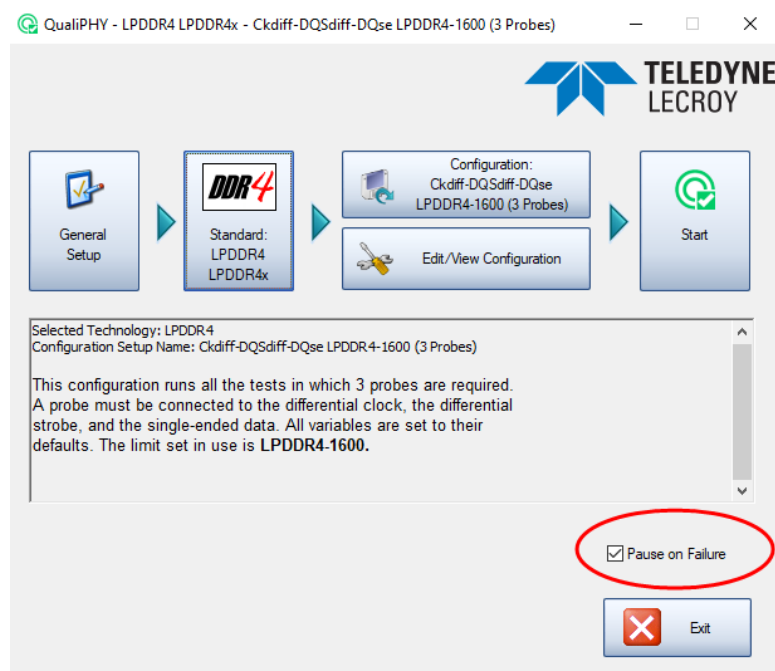 QualiPHY - LPDDR4 LPDDR4x - Ckdiff-DQSdiff-DQse LPDDR4-1600 (3 Probes)
TELEDYNE
LECROY
General
Setup
DDR4
Standard:
LPDDR4
LPDDR4x
Configuration:
Ckdiff-DQSdiff-DQse
LPDDR4-1600 (3 Probes)
Edit/View Configuration
Start
Selected Technology: LPDDR4
Configuration Setup Name: Ckdiff-DQSdiff-DQse LPDDR4-1600 (3 Probes)
This configuration runs all the tests in which 3 probes are required.
A probe must be connected to the differential clock, the differential
strobe, and the single-ended data. All variables are set to their
defaults. The limit set in use is LPDDR4-1600.
Pause on Failure
Exit